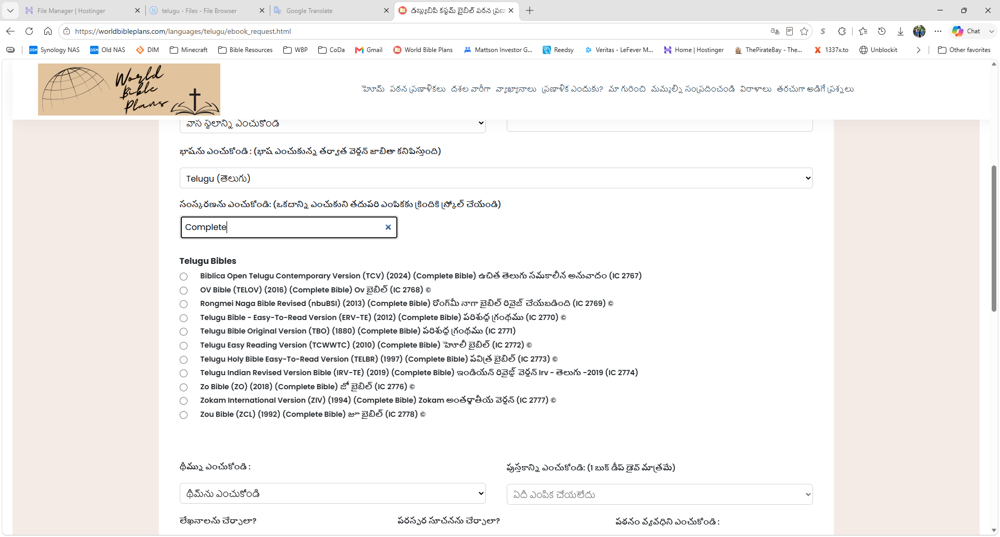 File Manager | Hostinger
telugu - Files - File Browser
Google Translate
డబ్ల్యుబిపి కస్టమ్ బైబిల్ పఠన ప్రణా
https://worldbibleplans.com/languages/telugu/ebook_request.html
Chat
Synology NAS
Old NAS
DIM
Minecraft
Bible Resources
WBP
CoDa
Gmail
World Bible Plans
Mattson Investor G...
Reedsy
Veritas - LeFever M...
Home | Hostinger
ThePirateBay - The...
1337x.to
Unblockit
Other favorites
World
Bible
Plans
హెూమ్ పఠన ప్రణాళికలు దశల వారీగా వ్యాఖ్యానాలు ప్రణాళిక ఎందుకు? మా గురించి మమ్మల్ని సంప్రదించండి విరాళాలు తరచుగా అడిగే ప్రశ్నలు
వాస స్థలాన్ని ఎంచుకోండి
భాషను ఎంచుకోండి : (భాష ఎంచుకున్న తర్వాత వెర్షన్ జాబితా కనిపిస్తుంది)
Telugu (తెలుగు)
సంస్కరణను ఎంచుకోండి: (ఒకదాన్ని ఎంచుకుని తదుపరి ఎంపికకు క్రిందికి స్క్రోల్ చేయండి)
Complete
Telugu Bibles
Biblica Open Telugu Contemporary Version (TCV) (2024) (Complete Bible) ఉచిత తెలుగు సమకాలీన అనువాదం (IC 2767)
OV Bible (TELOV) (2016) (Complete Bible) Ov బైబిల్ (IC 2768) ©
Rongmei Naga Bible Revised (nbuBSI) (2013) (Complete Bible) రోంగ్‌మీ నాగా బైబిల్ రివైజ్ చేయబడింది (IC 2769) ©
Telugu Bible - Easy-To-Read Version (ERV-TE) (2012) (Complete Bible) పరిశుద్ధ గ్రంథము (IC 2770) ©
Telugu Bible Original Version (TBO) (1880) (Complete Bible) పరిశుద్ధ గ్రంథము (IC 2771)
Telugu Easy Reading Version (TCWWTC) (2010) (Complete Bible) హెూలీ బైబిల్ (IC 2772) ©
Telugu Holy Bible Easy-To-Read Version (TELBR) (1997) (Complete Bible) పవిత్ర బైబిల్ (IC 2773) ©
Telugu Indian Revised Version Bible (IRV-TE) (2019) (Complete Bible) ఇండియన్ రివైజ్డ్ వెర్షన్ Irv - తెలుగు -2019 (IC 2774)
Zo Bible (ZO) (2018) (Complete Bible) జో బైబిల్ (IC 2776) ©
Zokam International Version (ZIV) (1994) (Complete Bible) Zokam అంతర్జాతీయ వెర్షన్ (IC 2777) ©
Zou Bible (ZCL) (1992) (Complete Bible) జూ బైబిల్ (IC 2778) ©
థీమ్ను ఎంచుకోండి :
పుస్తకాన్ని ఎంచుకోండి: (1 బుక్ డీప్ డైవ్ మాత్రమే)
థీమ్‌ను ఎంచుకోండి
ఏదీ ఎంపిక చేయలేదు
లేఖనాలను చేర్చాలా?
పరస్పర సూచనను చేర్చాలా?
పఠనం వ్యవధిని ఎంచుకోండి :